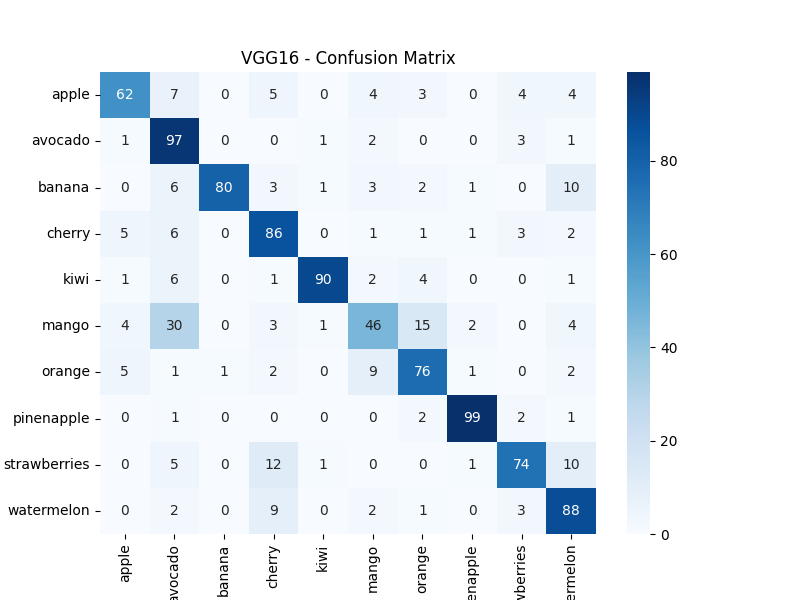 VGG16 - Confusion Matrix
apple 62 7 0 5 0 4 3 0 4 4
avocado 1 97 0 0 1 2 0 0 3 1
banana 0 6 80 3 1 3 2 1 0 10
cherry 5 6 0 86 0 1 1 1 3 2
kiwi 1 6 0 1 90 2 4 0 0 1
mango 4 30 0 3 1 46 15 2 0 4
orange 5 1 1 2 0 9 76 1 0 2
pinenapple 0 1 0 0 0 0 2 99 2 1
strawberries 0 5 0 12 1 0 0 1 74 10
watermelon 0 2 0 9 0 2 1 0 3 88
apple avocado banana cherry kiwi mango orange enapple wberries ermelon
80
60
40
20
0